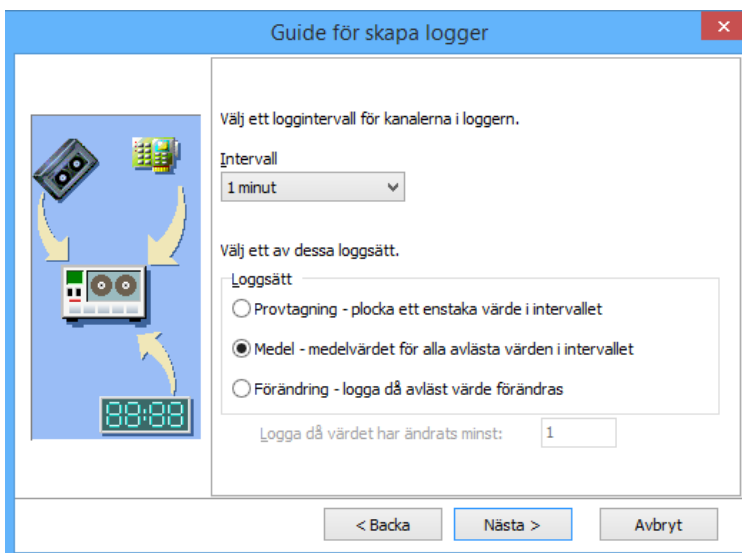 Guide för skapa logger
Välj ett loggintervall för kanalerna i loggern.
Intervall
1 minut
Välj ett av dessa loggsätt.
Loggsätt
Provtagning - plocka ett enstaka värde i intervallet
Medel - medelvärdet för alla avlästa värden i intervallet
Förändring - logga då avläst värde förändras
Logga då värdet har ändrats minst: 1
88:88
< Backa Nästa > Avbryt